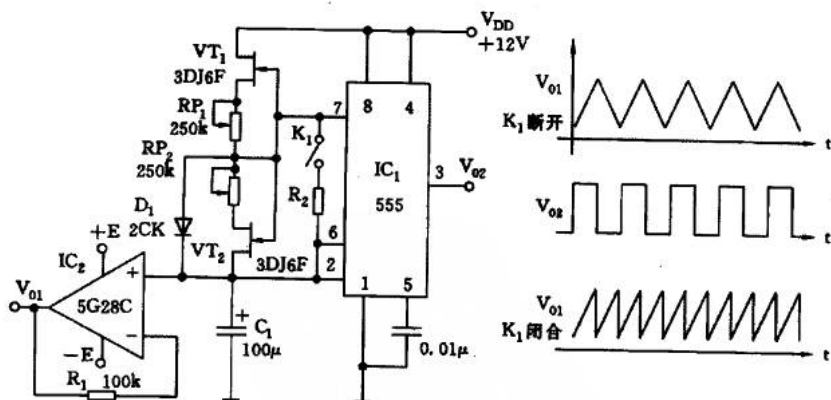 V_DD
+12V
VT₁
3DJ6F
RP₁
250k
RP₂
250k
D₁
2CK
VT₂
3DJ6F
K₁
R₂
7
8
4
6
2
3
1
5
IC₁
555
V₀₂
0.01μ
+
C₁
100μ
+E
IC₂
V₀₁
5G28C
+
−
−E
R₁
100k
V₀₁
K₁断开
t
V₀₂
t
V₀₁
K₁闭合
t